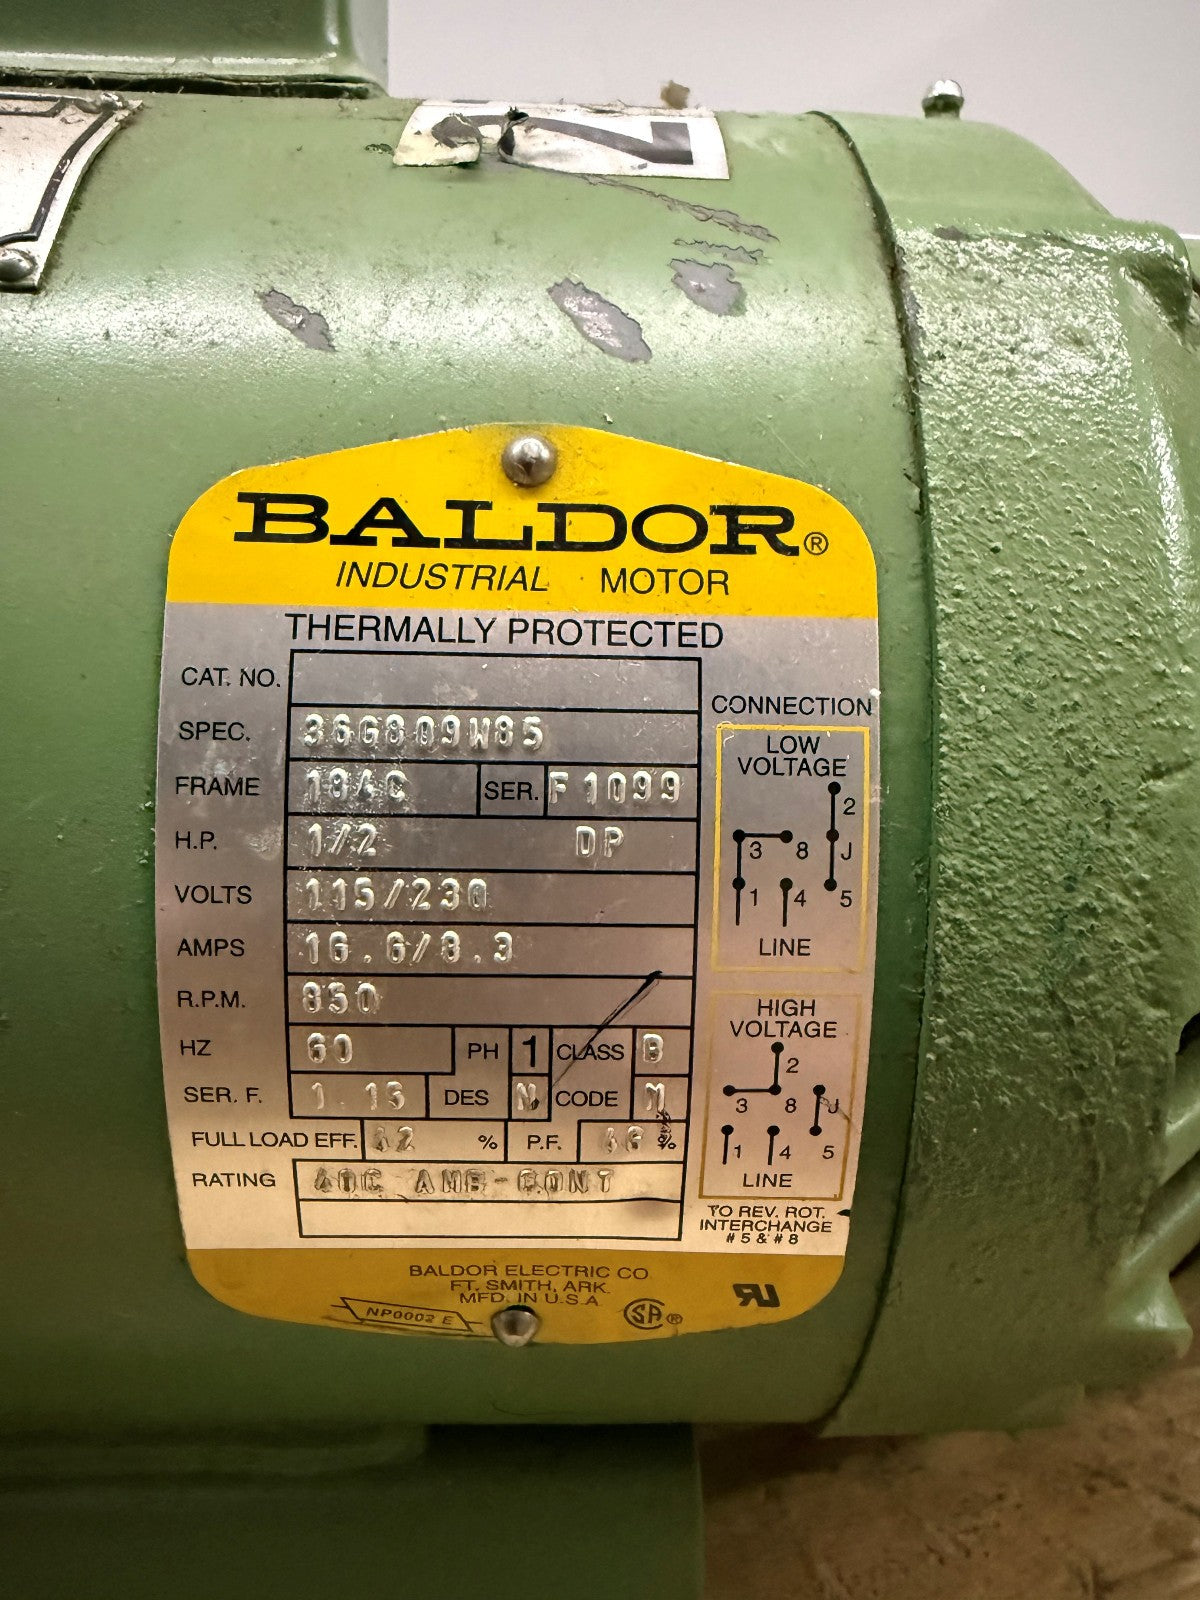 BALDOR®
INDUSTRIAL MOTOR
THERMALLY PROTECTED
CAT. NO.
SPEC. 36G809W85
FRAME 184C SER. F1099
H.P. 1/2 DP
VOLTS 115/230
AMPS 16.6/8.3
R.P.M. 850
HZ 60 PH 1 CLASS B
SER. F. 1.15 DES N CODE M
FULL LOAD EFF. 62 % P.F. %
RATING 40C AMB-CONT
CONNECTION
LOW
VOLTAGE
2
3 8 J
1 4 5
LINE
HIGH
VOLTAGE
2
3 8 J
1 4 5
LINE
TO REV. ROT.
INTERCHANGE
# 5 & # 8
BALDOR ELECTRIC CO
FT. SMITH, ARK.
MFD. IN U.S.A.
NP0002 E
SA®
RU